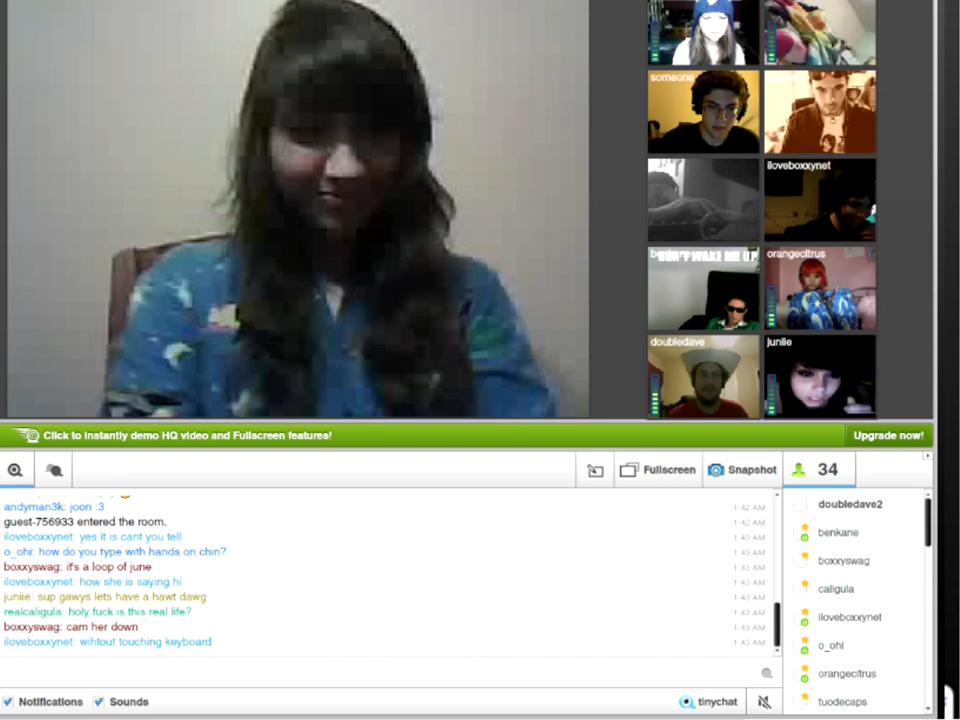 someone
iloveboxxynet
DON'T WAKE ME UP
orangecitrus
doubledave
juniie
Click to instantly demo HQ video and Fullscreen features!
Upgrade now!
Fullscreen
Snapshot
34
andyman3k: joon :3
1:42 AM
guest-756933 entered the room.
1:42 AM
iloveboxxynet: yes it is cant you tell
1:43 AM
o_ohi: how do you type with hands on chin?
1:43 AM
boxxyswag: it's a loop of june
1:43 AM
iloveboxxynet: how she is saying hi
1:43 AM
juniie: sup gawys lets have a hawt dawg
1:43 AM
realcaligula: holy fuck is this real life?
1:43 AM
boxxyswag: cam her down
1:43 AM
iloveboxxynet: wihtout touching keyboard
1:43 AM
doubledave2
benkane
boxxyswag
caligula
iloveboxxynet
o_ohi
orangecitrus
tuodecaps
Notifications
Sounds
tinychat